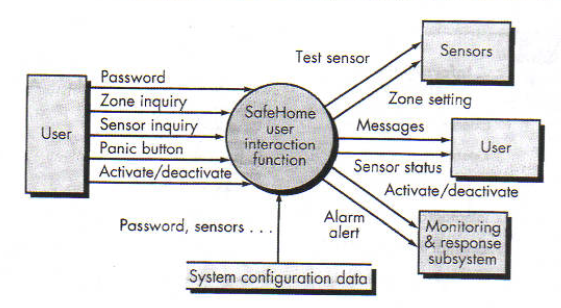 Password
Zone inquiry
Sensor inquiry
Panic button
Activate/deactivate
User
SafeHome
user
interaction
function
Test sensor
Sensors
Zone setting
Messages
User
Sensor status
Activate/deactivate
Alarm
alert
Monitoring
& response
subsystem
Password, sensors . . .
System configuration data